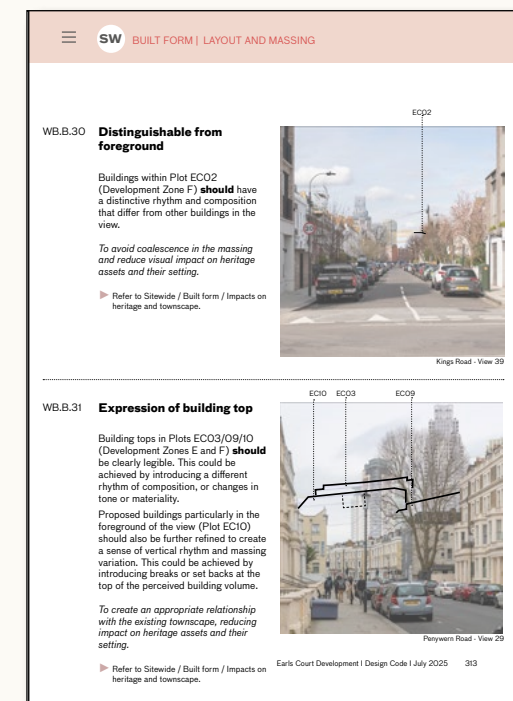 SW BUILT FORM | LAYOUT AND MASSING
WB.B.30 Distinguishable from
foreground
Buildings within Plot EC02
(Development Zone F) should have
a distinctive rhythm and composition
that differ from other buildings in the
view.
To avoid coalescence in the massing
and reduce visual impact on heritage
assets and their setting.
Refer to Sitewide / Built form / Impacts on
heritage and townscape.
EC02
Kings Road - View 39
WB.B.31 Expression of building top
Building tops in Plots EC03/09/10
(Development Zones E and F) should
be clearly legible. This could be
achieved by introducing a different
rhythm of composition, or changes in
tone or materiality.
Proposed buildings particularly in the
foreground of the view (Plot EC10)
should also be further refined to create
a sense of vertical rhythm and massing
variation. This could be achieved by
introducing breaks or set backs at the
top of the perceived building volume.
To create an appropriate relationship
with the existing townscape, reducing
impact on heritage assets and their
setting.
Refer to Sitewide / Built form / Impacts on
heritage and townscape.
EC10 EC03 EC09
Penywern Road - View 29
Earls Court Development I Design Code I July 2025 313